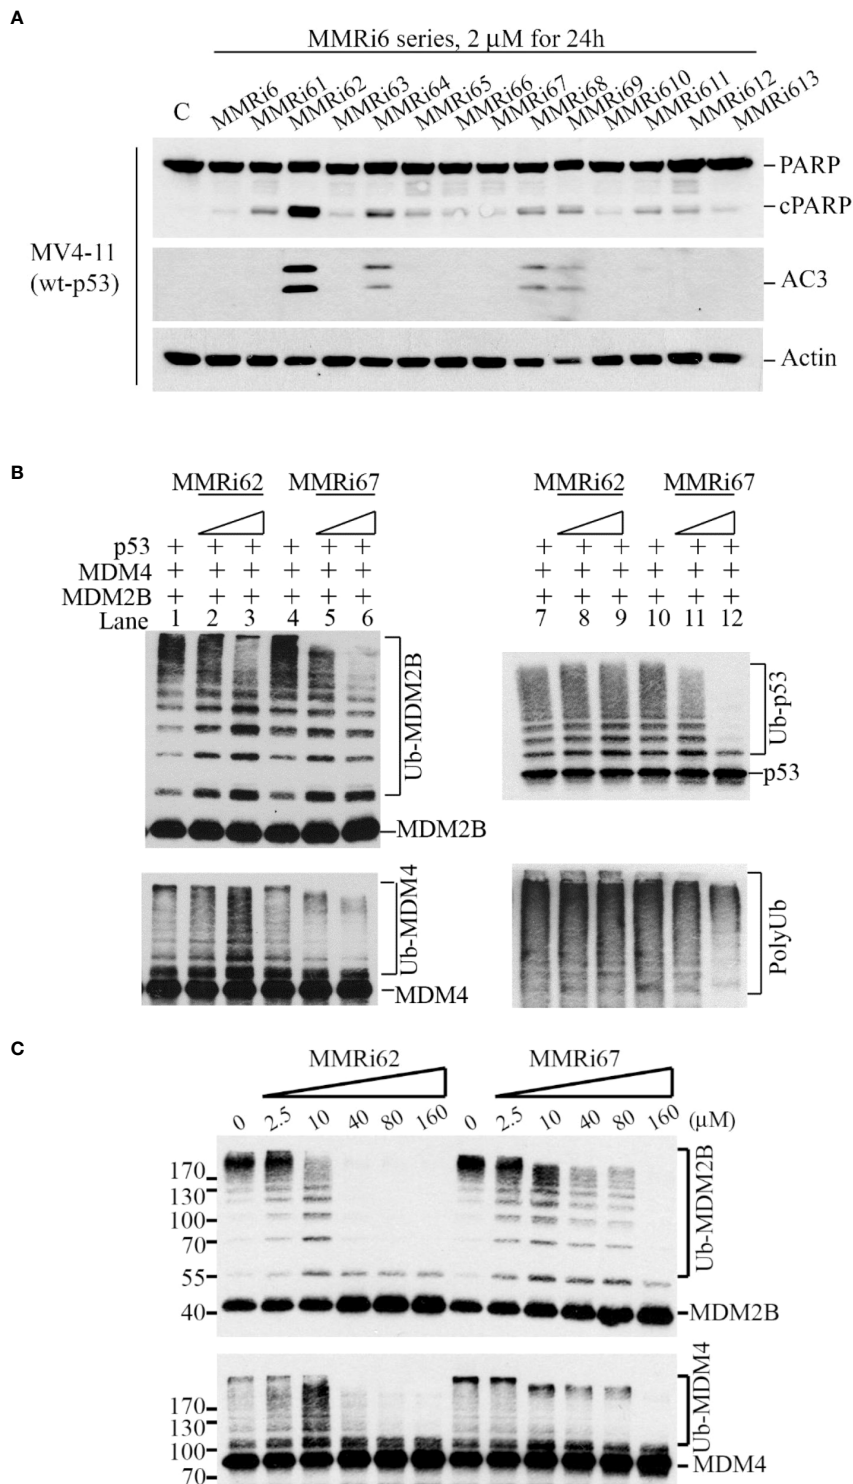 A
MMRi6 series, 2 μM for 24h
C MMRi6 MMRi61 MMRi62 MMRi63 MMRi64 MMRi65 MMRi66 MMRi67 MMRi68 MMRi69 MMRi610 MMRi611 MMRi612 MMRi613
PARP
cPARP
MV4-11
(wt-p53)
AC3
Actin
B
MMRi62 MMRi67
p53 + + + + + +
MDM4 + + + + + +
MDM2B + + + + + +
Lane 1 2 3 4 5 6
Ub-MDM2B
MDM2B
Ub-MDM4
MDM4
MMRi62 MMRi67
+ + + + + +
+ + + + + +
+ + + + + +
7 8 9 10 11 12
Ub-p53
p53
PolyUb
C
MMRi62 MMRi67
0 2.5 10 40 80 160 0 2.5 10 40 80 160 (μM)
170
130
100
70
55
40
Ub-MDM2B
MDM2B
170
130
100
70
Ub-MDM4
MDM4